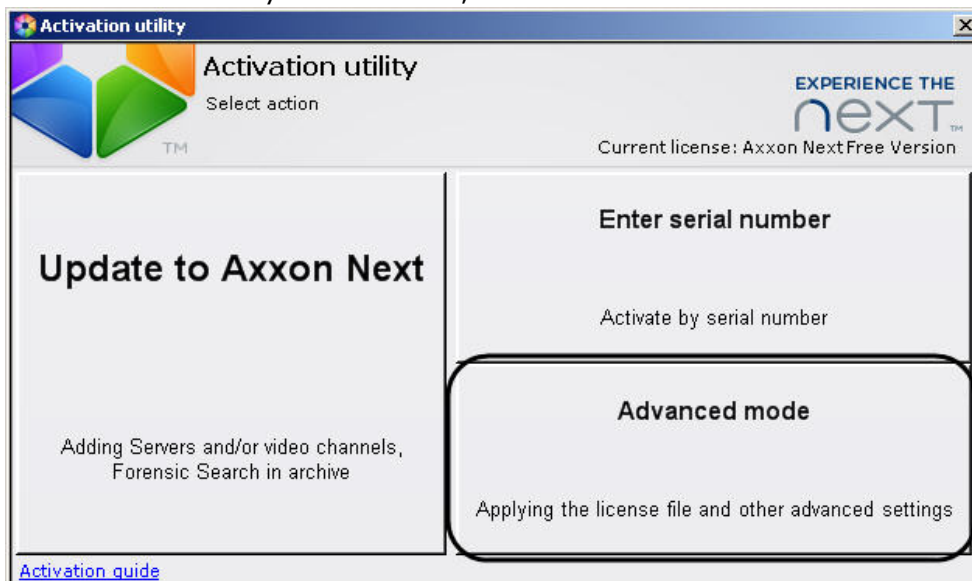 Activation utility
Activation utility
Select action
TM
EXPERIENCE THE
next TM
Current license: Axxon Next Free Version
Update to Axxon Next
Adding Servers and/or video channels,
Forensic Search in archive
Enter serial number
Activate by serial number
Advanced mode
Applying the license file and other advanced settings
Activation guide